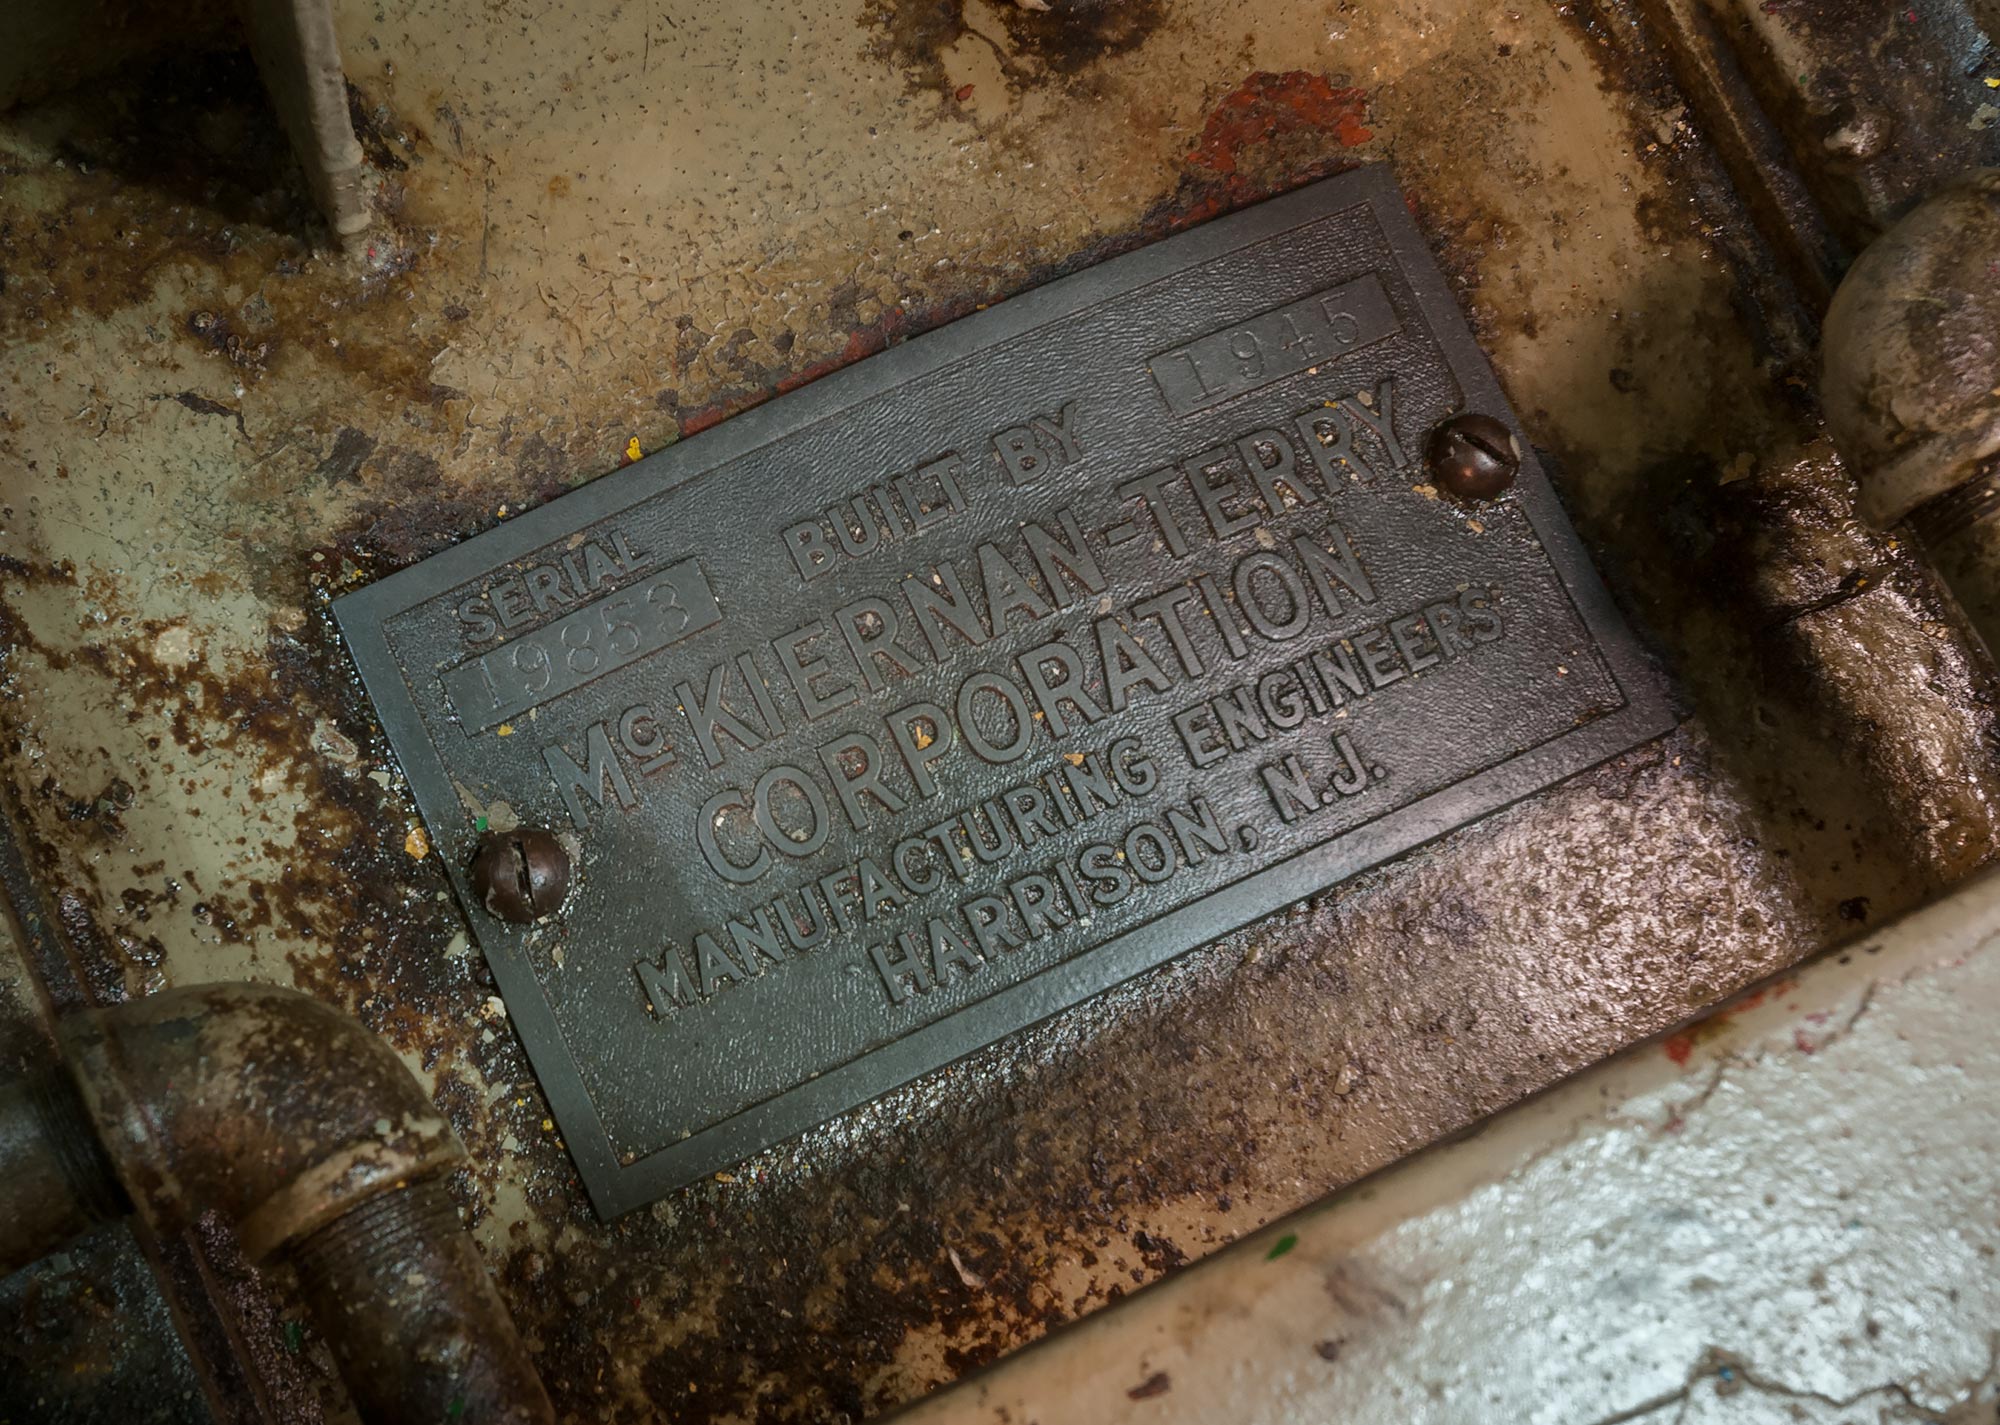 1945
BUILT BY
SERIAL
19853
McKIERNAN-TERRY
CORPORATION
MANUFACTURING ENGINEERS
HARRISON, N.J.